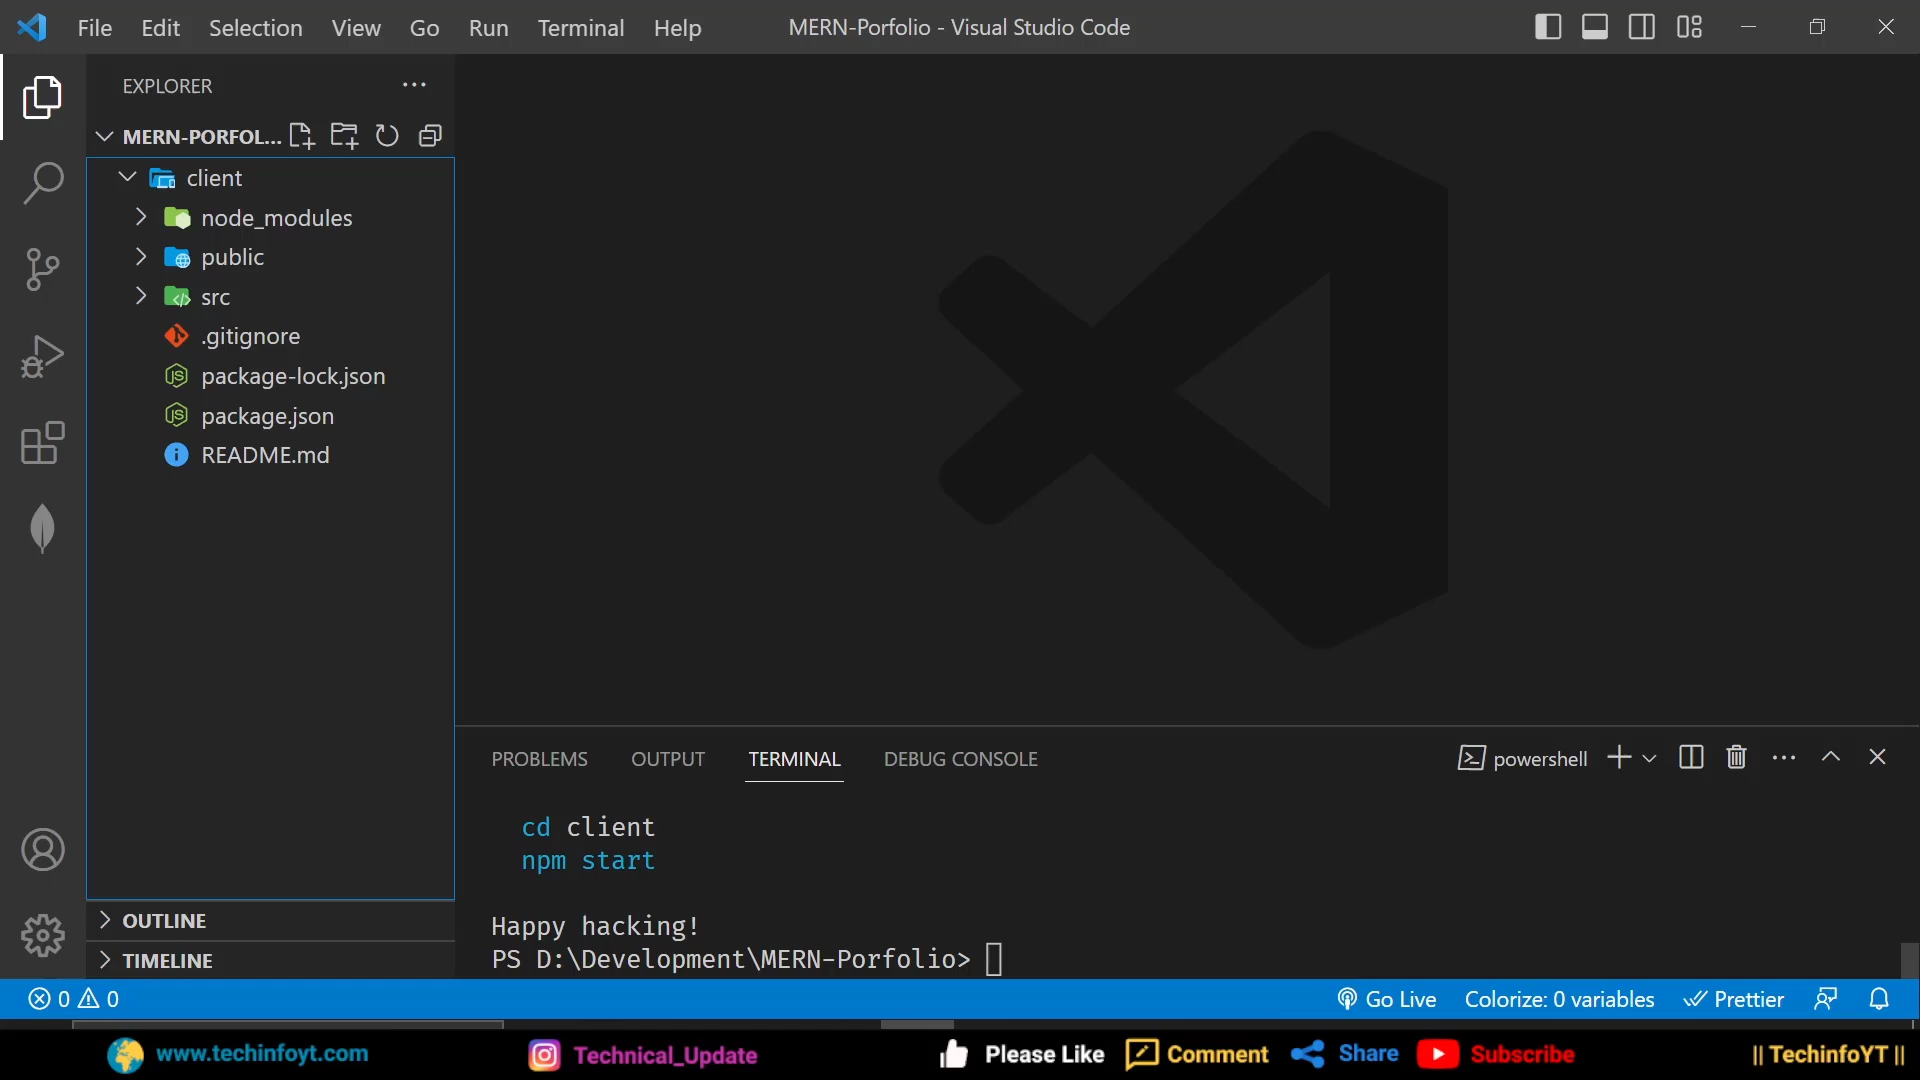 File Edit Selection View Go Run Terminal Help MERN-Porfolio - Visual Studio Code
EXPLORER
MERN-PORFOL...
client
node_modules
public
src
.gitignore
package-lock.json
package.json
README.md
OUTLINE
TIMELINE
PROBLEMS OUTPUT TERMINAL DEBUG CONSOLE powershell
cd client
npm start
Happy hacking!
PS D:\Development\MERN-Porfolio>
0 0 Go Live Colorize: 0 variables Prettier
www.techinfoyt.com Technical_Update Please Like Comment Share Subscribe || TechinfoYT ||